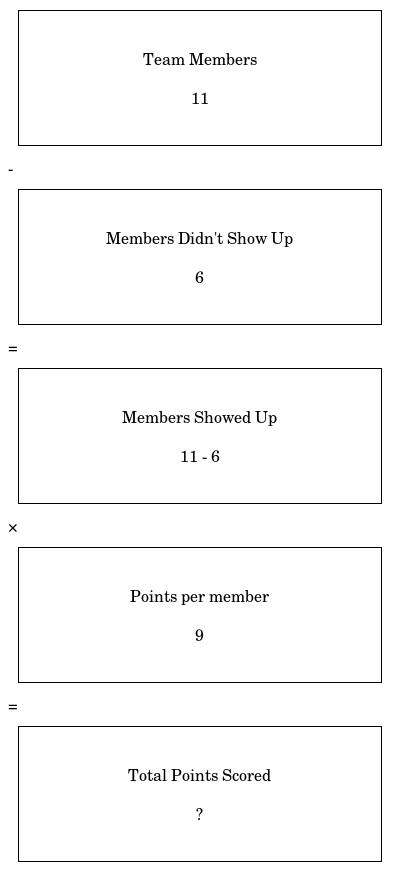 Team Members
11
-
Members Didn't Show Up
6
=
Members Showed Up
11 - 6
×
Points per member
9
=
Total Points Scored
?